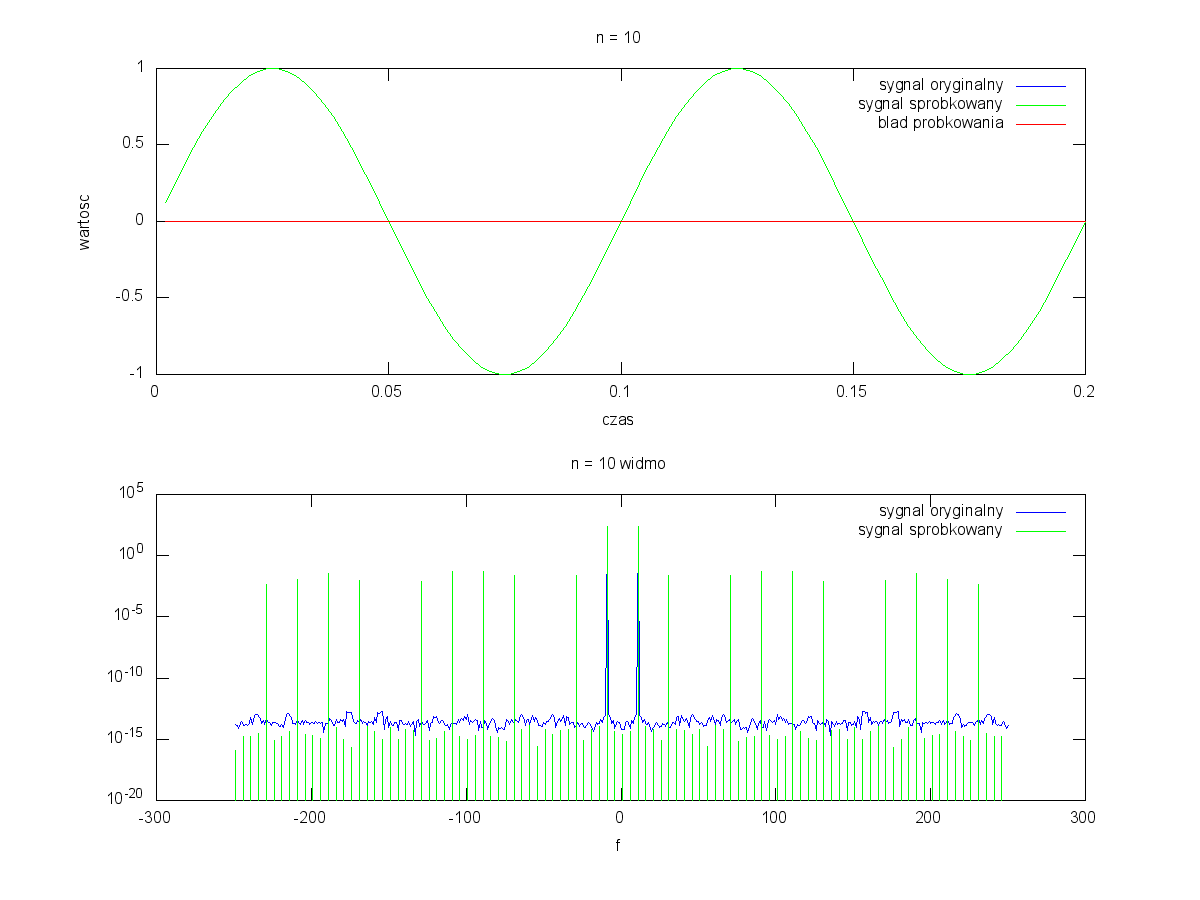 n = 10
1
sygnal oryginalny
sygnal sprobkowany
blad probkowania
0.5
wartosc
0
-0.5
-1
0 0.05 0.1 0.15 0.2
czas
n = 10 widmo
10^5
sygnal oryginalny
sygnal sprobkowany
10^0
10^-5
10^-10
10^-15
10^-20
-300 -200 -100 0 100 200 300
f